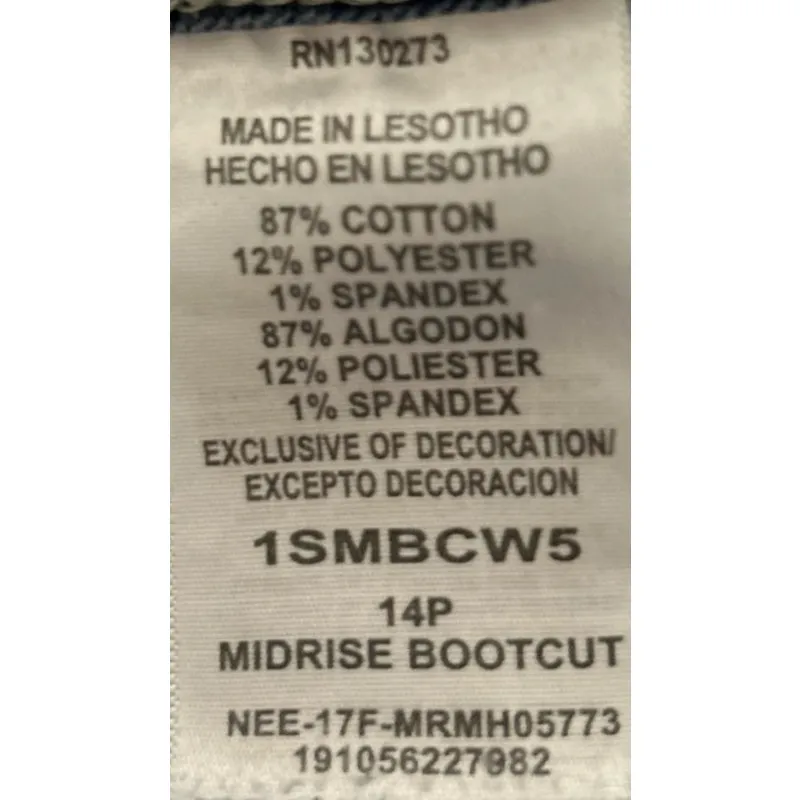 RN130273
MADE IN LESOTHO
HECHO EN LESOTHO
87% COTTON
12% POLYESTER
1% SPANDEX
87% ALGODON
12% POLIESTER
1% SPANDEX
EXCLUSIVE OF DECORATION/
EXCEPTO DECORACION
1SMBCW5
14P
MIDRISE BOOTCUT
NEE-17F-MRMH05773
191056227982